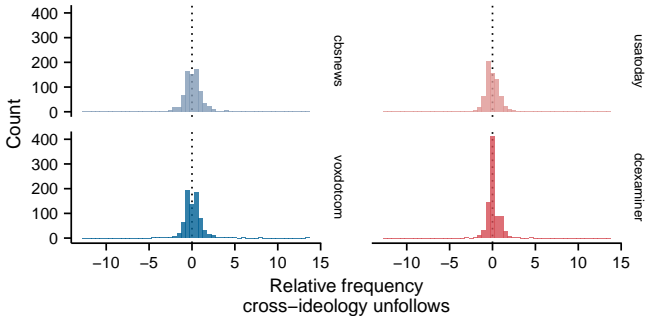 400
300
200
100
0
cbsnews
usatoday
Count
400
300
200
100
0
voxdotcom
dcexaminer
−10 −5 0 5 10 15 −10 −5 0 5 10 15
Relative frequency
cross−ideology unfollows